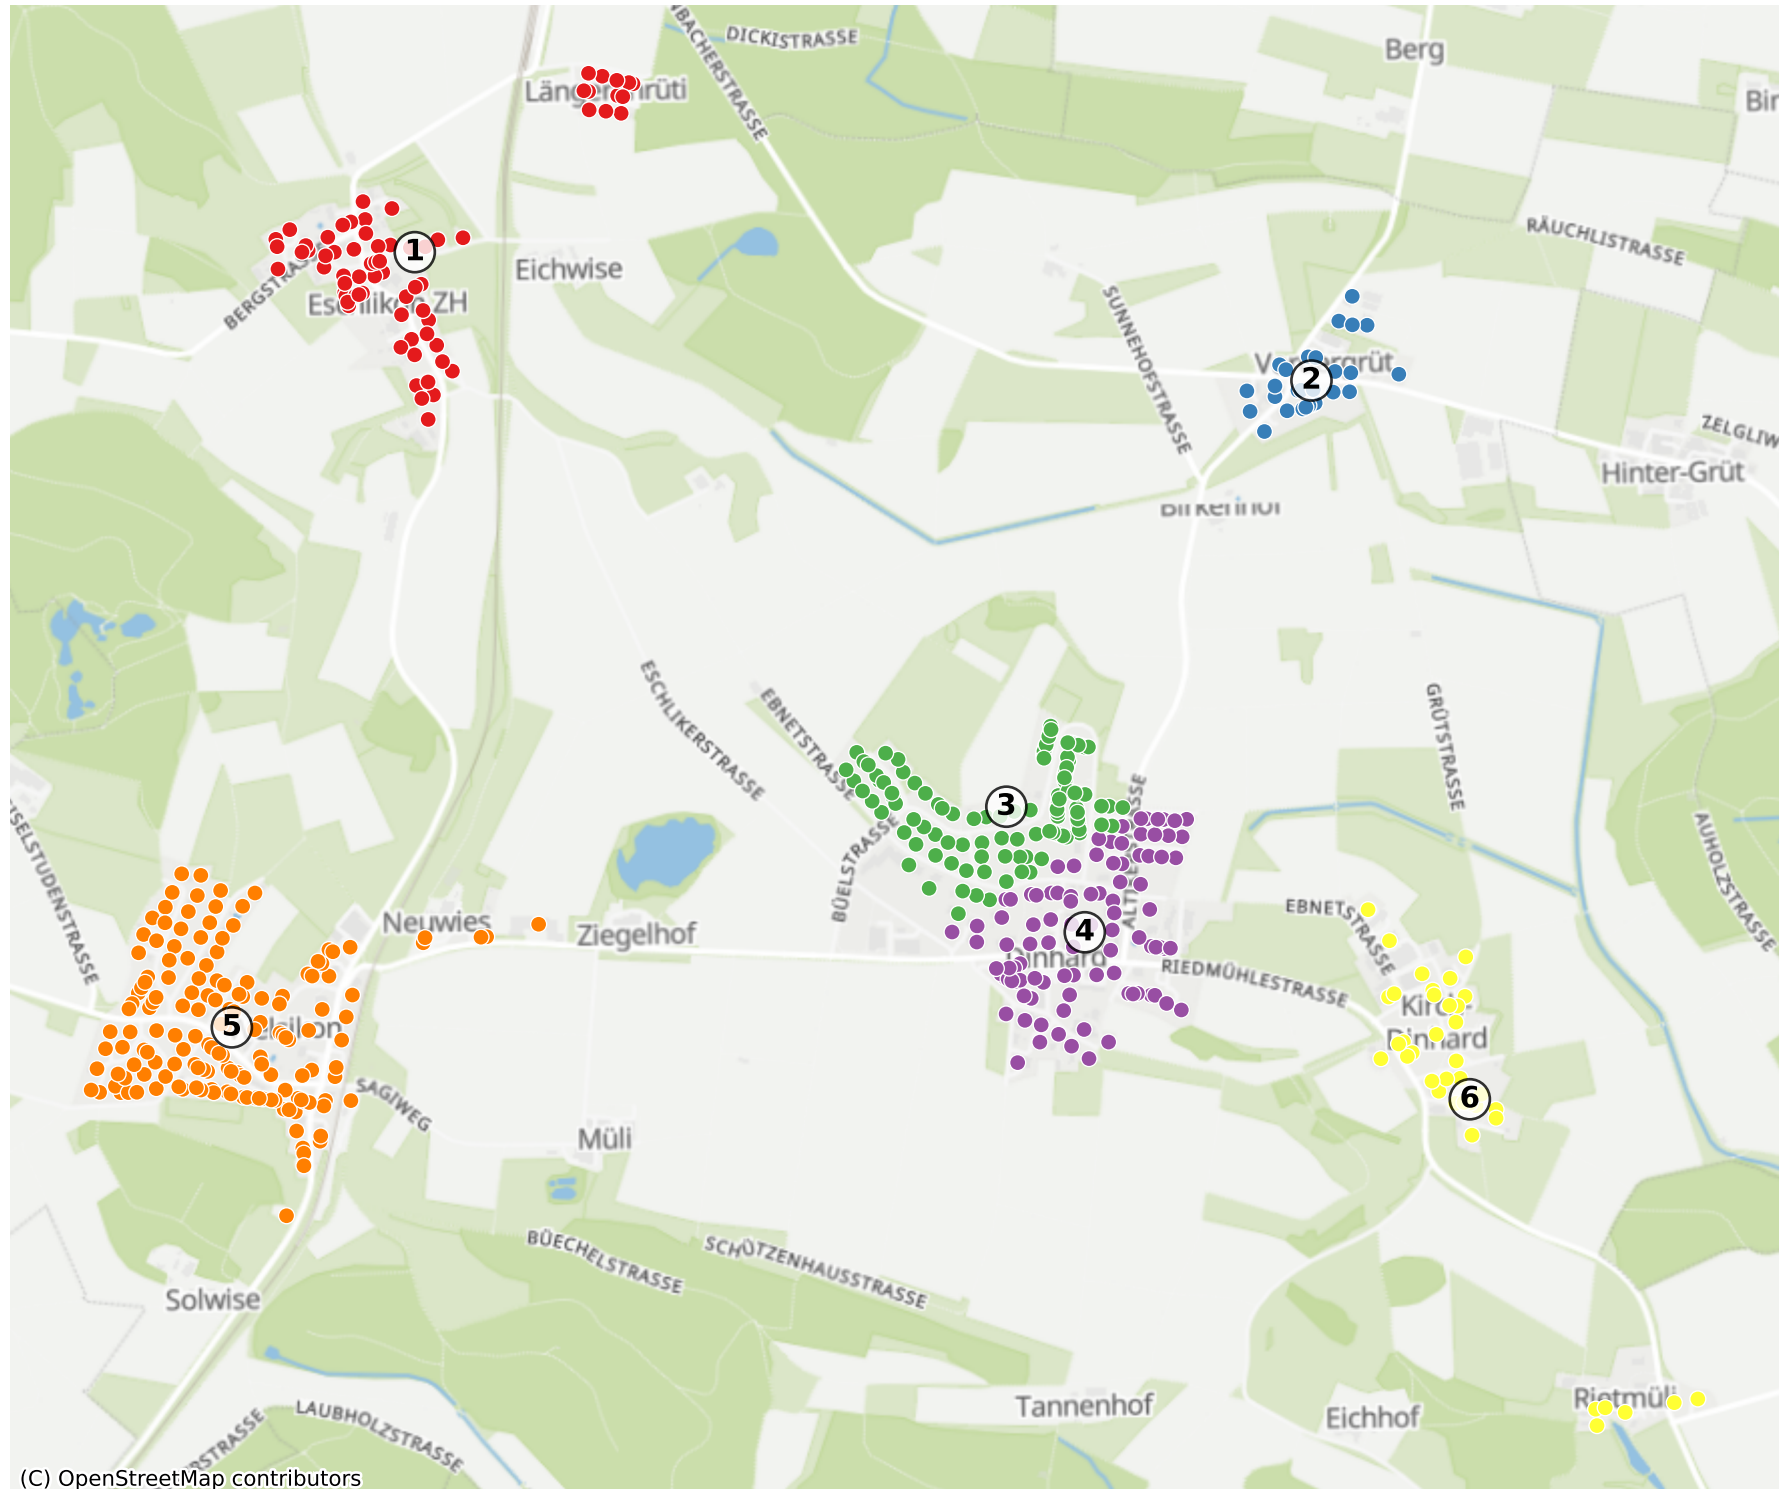 DICKISTRASSE
Berg
RÄUCHLISTRASSE
1
Eichwise
BERGSTRASSE
SUNNEHOFSTRASSE
2
Hinter-Grüt
ESCHLIKERSTRASSE
EBNETSTRASSE
GRÜTSTRASSE
3
BÜELSTRASSE
AUHOLZSTRASSE
Neuwies
Ziegelhof
4
EBNETSTRASSE
RIEDMÜHLESTRASSE
5
SAGIWEG
6
Müli
BÜECHELSTRASSE
SCHÜTZENHAUSSTRASSE
Solwise
Rietmüli
Tannenhof
Eichhof
LAUBHOLZSTRASSE
(C) OpenStreetMap contributors